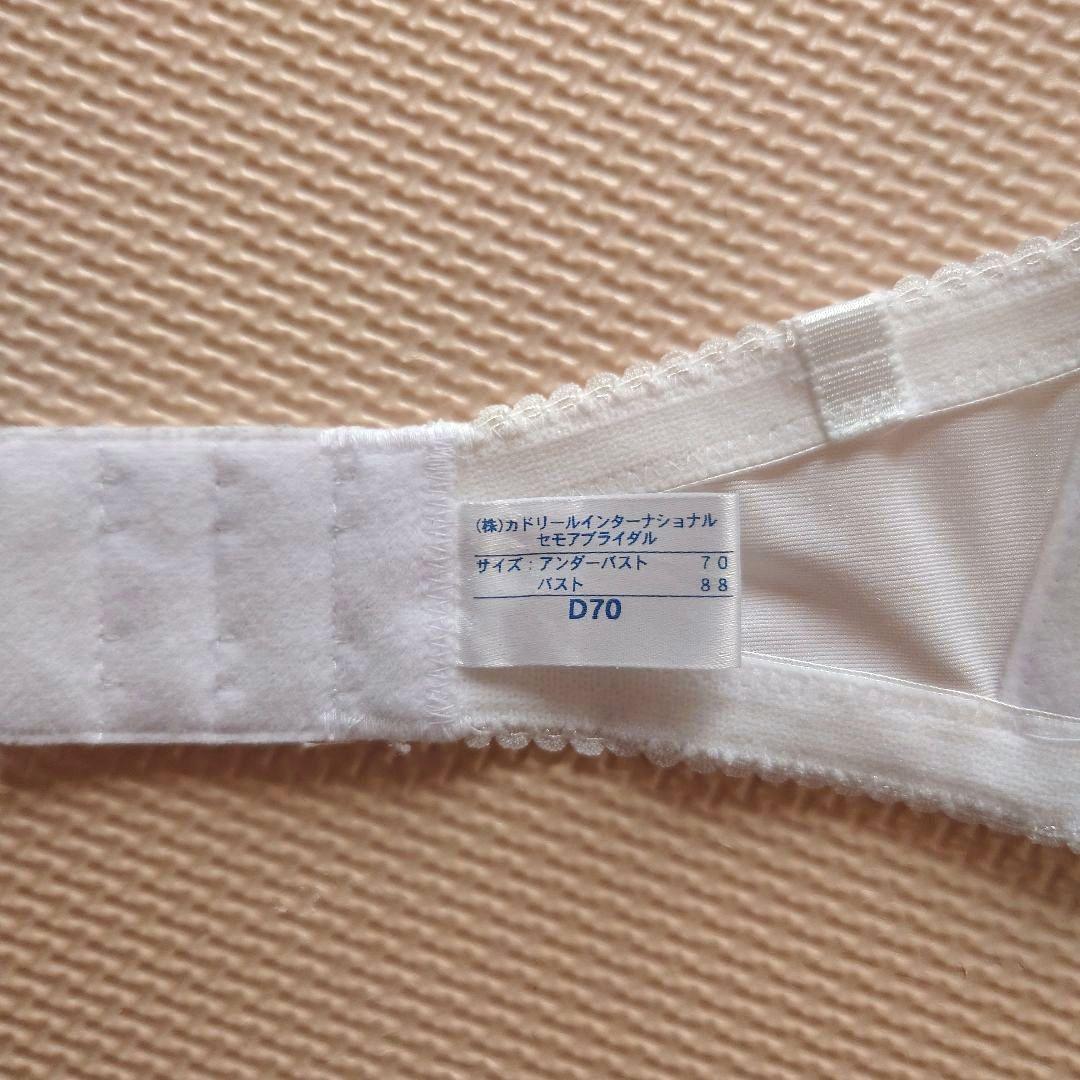 (株)カドリールインターナショナル
セモアブライダル
サイズ:アンダーバスト 70
バスト 88
D70